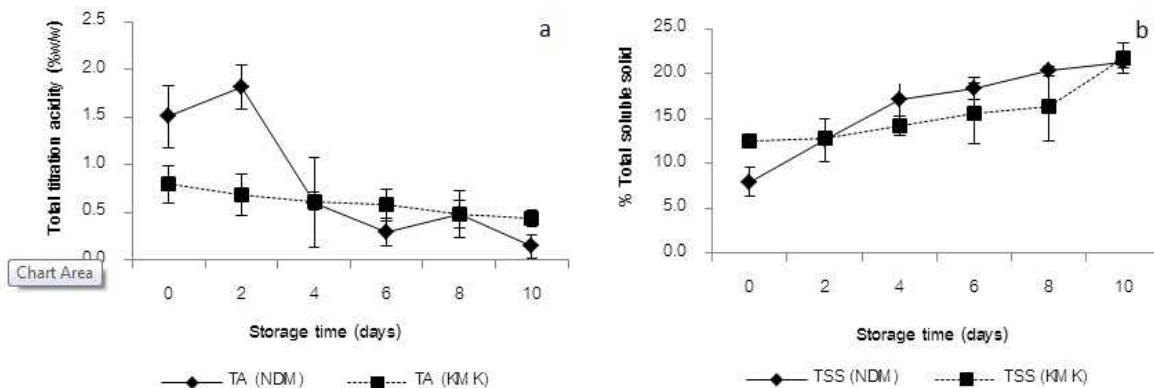 a
Total titration acidity (%w/w)
2.5
2.0
1.5
1.0
0.5
0.0
Chart Area
0 2 4 6 8 10
Storage time (days)
TA (NDM) TA (KMK)
b
% Total soluble solid
25.0
20.0
15.0
10.0
5.0
0.0
0 2 4 6 8 10
Storage time (days)
TSS (NDM) TSS (KMK)